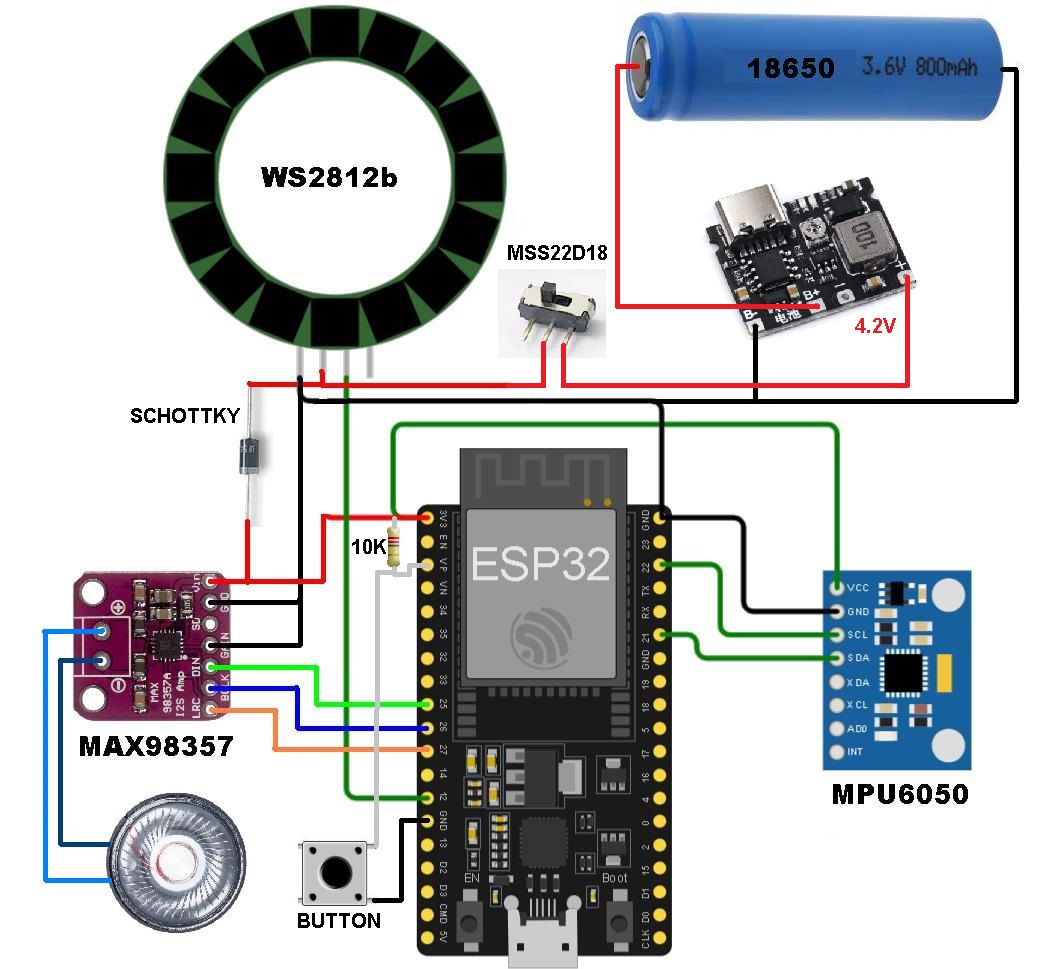 WS2812b
18650 3.6V 800mAh
MSS22D18
100
B+
B-
电池
-
+
4.2V
SCHOTTKY
10K
ESP32
3V3
EN
VP
VN
34
35
32
33
25
26
27
14
12
GND
13
D2
D3
CMD
5V
GND
23
22
TX
RX
21
GND
19
18
5
17
16
4
0
2
15
D1
D0
CLK
EN
Boot
Vin
GND
SD
GAIN
DIN
BCLK
LRC
MAX
98357A
I2S Amp
MAX98357
VCC
GND
SCL
SDA
XDA
XCL
AD0
INT
MPU6050
BUTTON